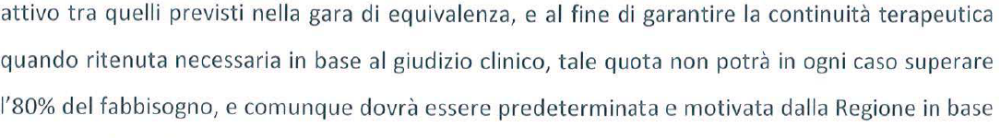 attivo tra quelli previsti nella gara di equivalenza, e al fine di garantire la continuità terapeutica
quando ritenuta necessaria in base al giudizio clinico, tale quota non potrà in ogni caso superare
l'80% del fabbisogno, e comunque dovrà essere predeterminata e motivata dalla Regione in base